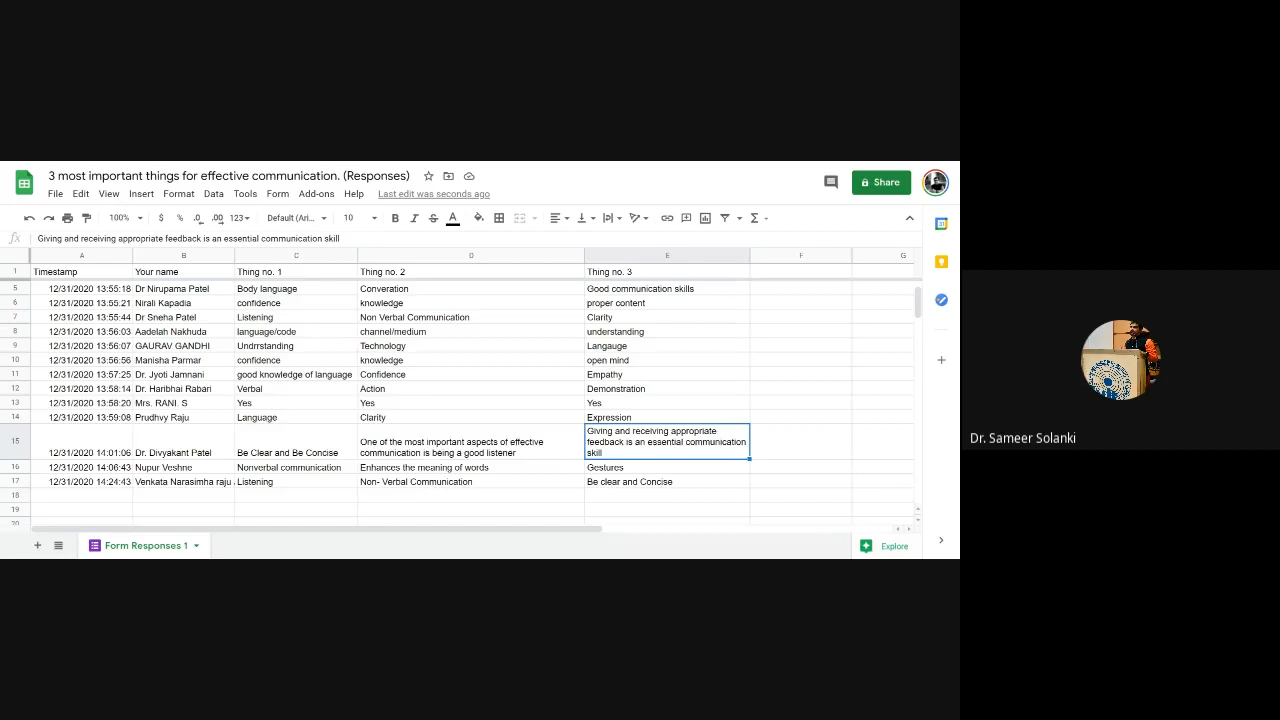 3 most important things for effective communication. (Responses)
File Edit View Insert Format Data Tools Form Add-ons Help Last edit was seconds ago
Share
100% $ % .0 .00 123 Default (Ari... 10 B I S A
fx Giving and receiving appropriate feedback is an essential communication skill
A B C D E F G
1 Timestamp Your name Thing no. 1 Thing no. 2 Thing no. 3
5 12/31/2020 13:55:18 Dr Nirupama Patel Body language Converation Good communication skills
6 12/31/2020 13:55:21 Nirali Kapadia confidence knowledge proper content
7 12/31/2020 13:55:44 Dr Sneha Patel Listening Non Verbal Communication Clarity
8 12/31/2020 13:56:03 Aadelah Nakhuda language/code channel/medium understanding
9 12/31/2020 13:56:07 GAURAV GANDHI Undrrstanding Technology Langauge
10 12/31/2020 13:56:56 Manisha Parmar confidence knowledge open mind
11 12/31/2020 13:57:25 Dr. Jyoti Jamnani good knowledge of language Confidence Empathy
12 12/31/2020 13:58:14 Dr. Haribhai Rabari Verbal Action Demonstration
13 12/31/2020 13:58:20 Mrs. RANI. S Yes Yes Yes
14 12/31/2020 13:59:08 Prudhvy Raju Language Clarity Expression
Giving and receiving appropriate
15 One of the most important aspects of effective feedback is an essential communication
12/31/2020 14:01:06 Dr. Divyakant Patel Be Clear and Be Concise communication is being a good listener skill
16 12/31/2020 14:06:43 Nupur Veshne Nonverbal communication Enhances the meaning of words Gestures
17 12/31/2020 14:24:43 Venkata Narasimha raju Listening Non- Verbal Communication Be clear and Concise
18
19
20
Form Responses 1
Explore
Dr. Sameer Solanki